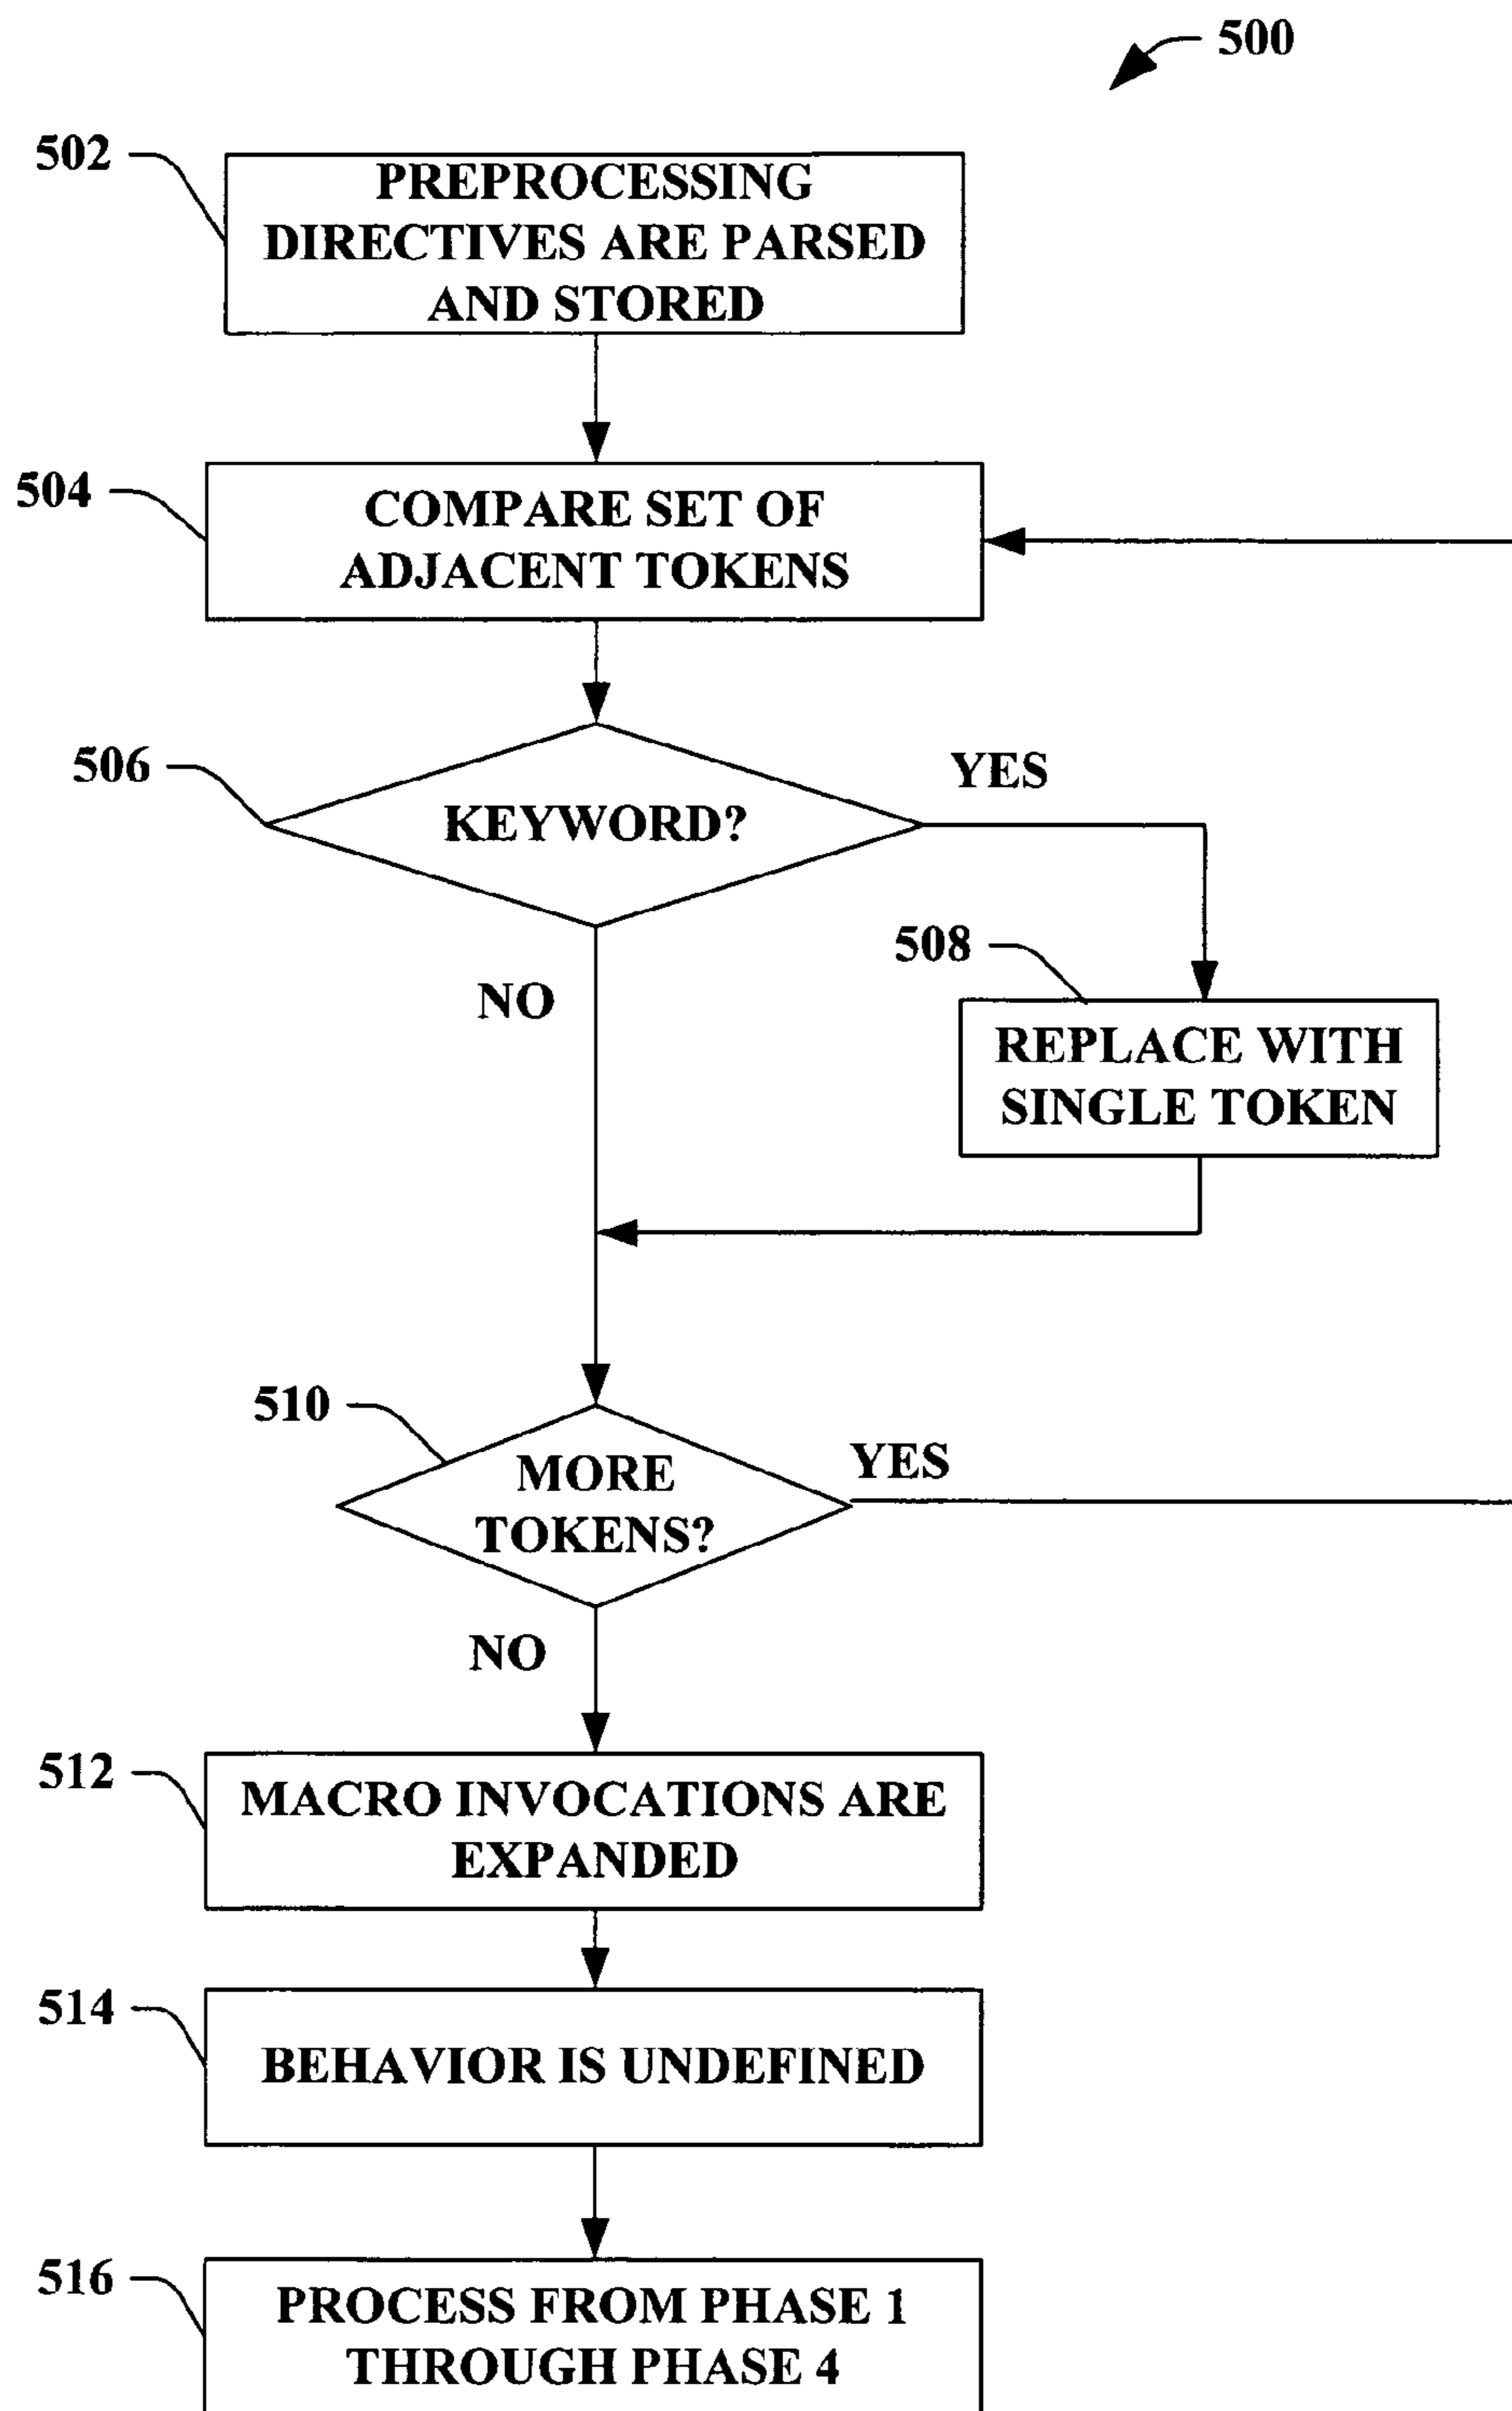 500
502
PREPROCESSING
DIRECTIVES ARE PARSED
AND STORED
504
COMPARE SET OF
ADJACENT TOKENS
506
KEYWORD?
YES
NO
508
REPLACE WITH
SINGLE TOKEN
510
MORE
TOKENS?
YES
NO
512
MACRO INVOCATIONS ARE
EXPANDED
514
BEHAVIOR IS UNDEFINED
516
PROCESS FROM PHASE 1
THROUGH PHASE 4